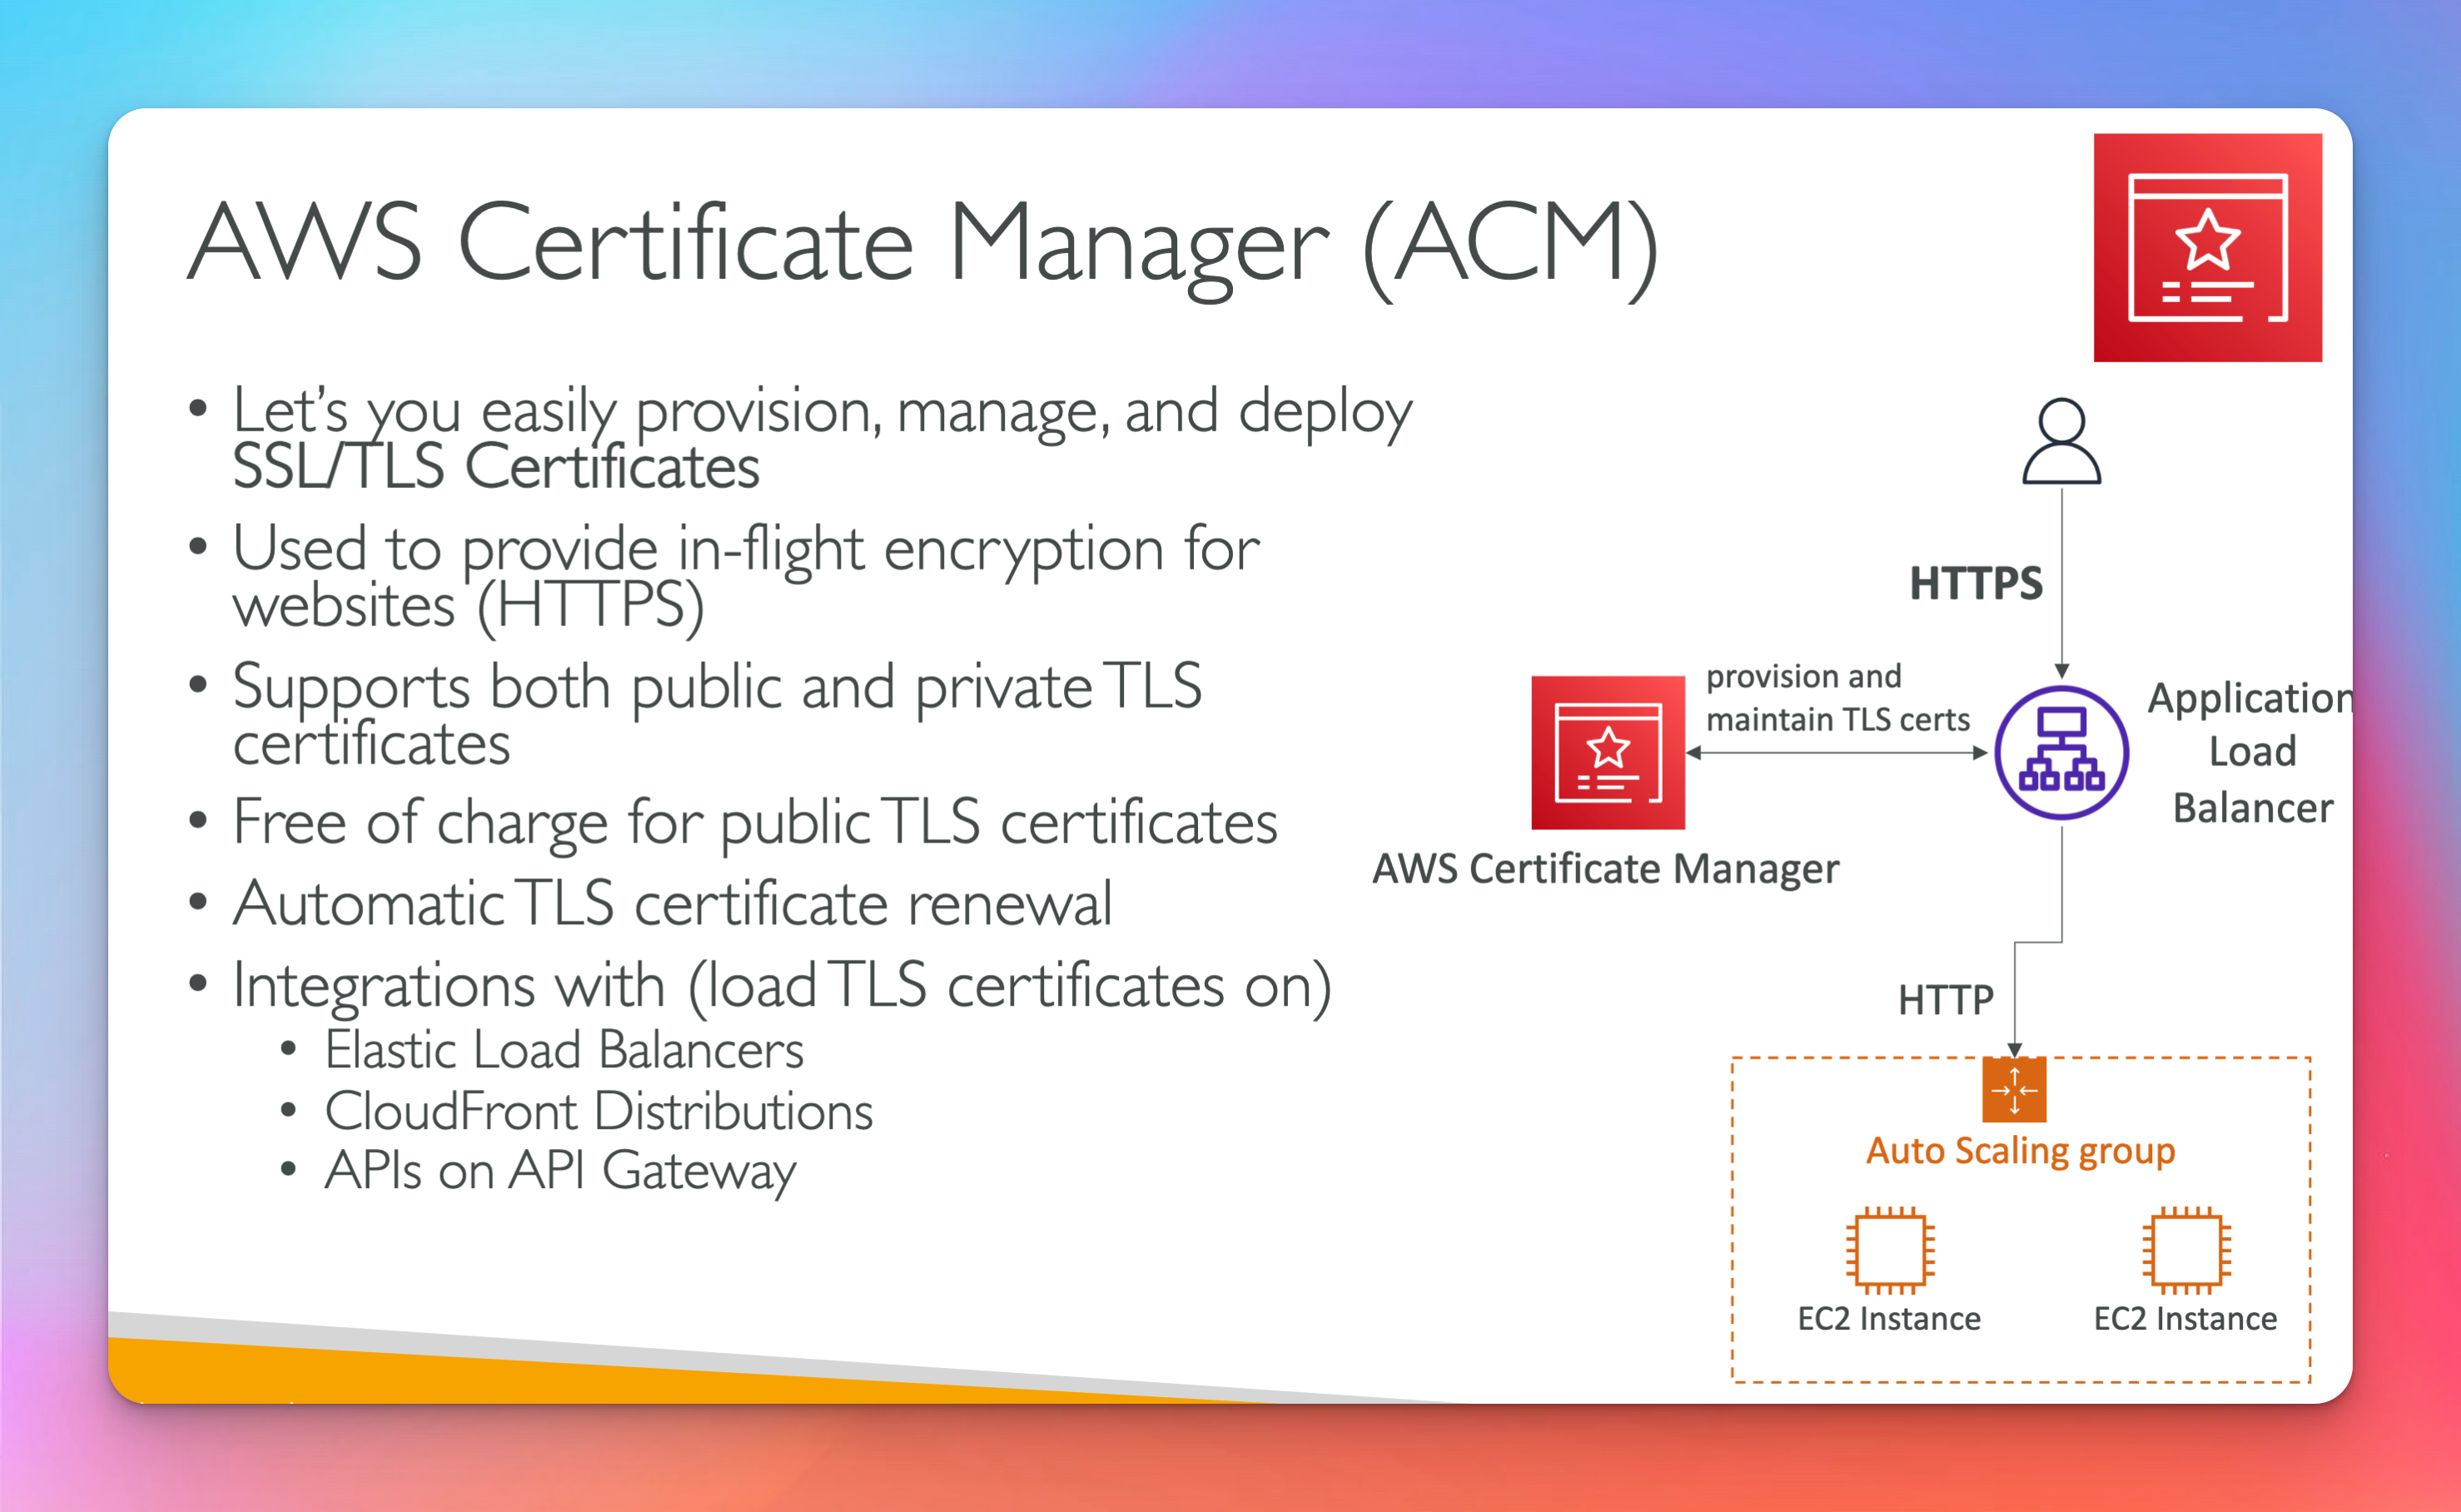 AWS Certificate Manager (ACM)
• Let's you easily provision, manage, and deploy
SSL/TLS Certificates
• Used to provide in-flight encryption for
websites (HTTPS)
• Supports both public and private TLS
certificates
• Free of charge for public TLS certificates
• Automatic TLS certificate renewal
• Integrations with (load TLS certificates on)
• Elastic Load Balancers
• CloudFront Distributions
• APIs on API Gateway
HTTPS
provision and
maintain TLS certs
Application
Load
Balancer
AWS Certificate Manager
HTTP
Auto Scaling group
EC2 Instance
EC2 Instance